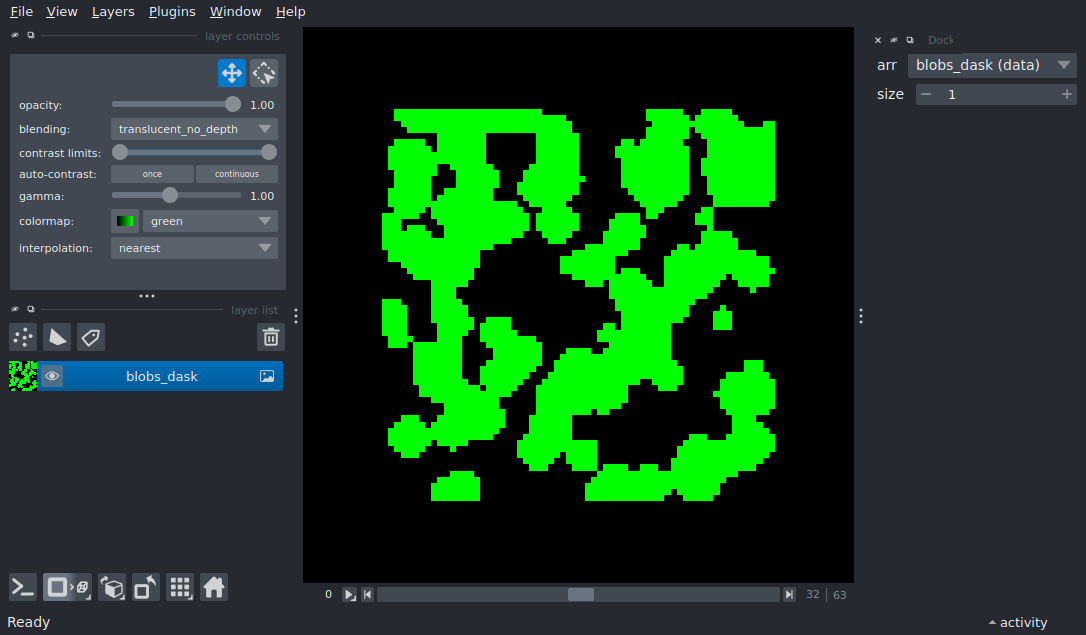 File View Layers Plugins Window Help
layer controls
opacity: 1.00
blending: translucent_no_depth
contrast limits:
auto-contrast: once continuous
gamma: 1.00
colormap: green
interpolation: nearest
layer list
blobs_dask
Dock
arr blobs_dask (data)
size 1
0 32 63
Ready
activity